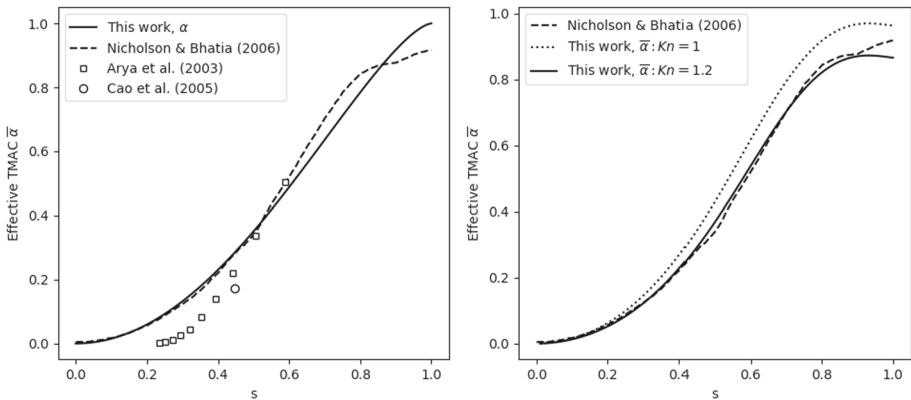 This work, α
Nicholson & Bhatia (2006)
Arya et al. (2003)
Cao et al. (2005)
Effective TMAC α̅
1.0
0.8
0.6
0.4
0.2
0.0
0.0 0.2 0.4 0.6 0.8 1.0
s
Nicholson & Bhatia (2006)
This work, α̅ : Kn = 1
This work, α̅ : Kn = 1.2
Effective TMAC α̅
1.0
0.8
0.6
0.4
0.2
0.0
0.0 0.2 0.4 0.6 0.8 1.0
s